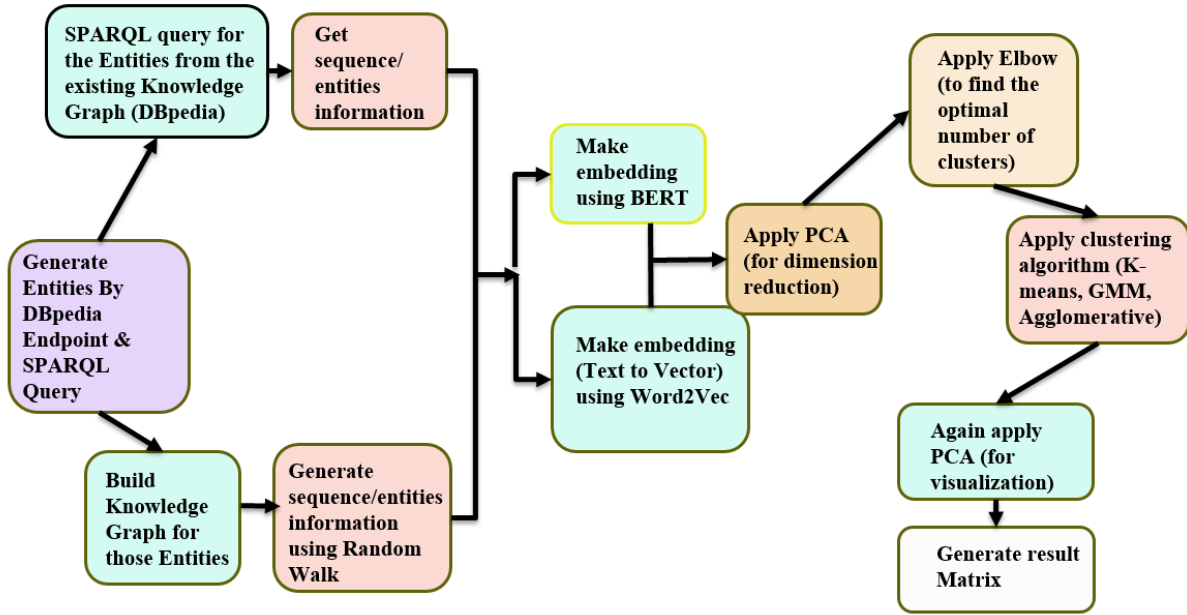 SPARQL query for
the Entities from the
existing Knowledge
Graph (DBpedia)
Get
sequence/
entities
information
Generate
Entities By
DBpedia
Endpoint &
SPARQL
Query
Build
Knowledge
Graph for
those Entities
Generate
sequence/entities
information
using Random
Walk
Make
embedding
using BERT
Make embedding
(Text to Vector)
using Word2Vec
Apply PCA
(for dimension
reduction)
Apply Elbow
(to find the
optimal
number of
clusters)
Apply clustering
algorithm (K-
means, GMM,
Agglomerative)
Again apply
PCA (for
visualization)
Generate result
Matrix